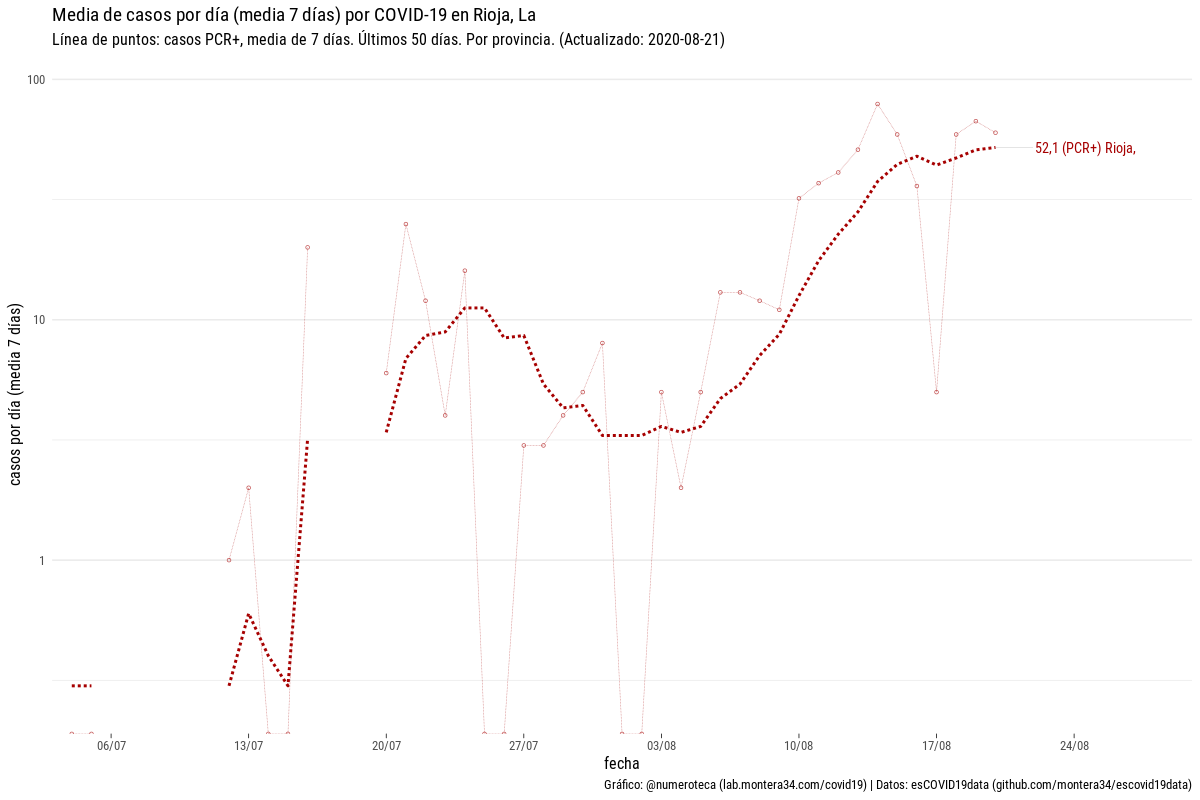 Media de casos por día (media 7 días) por COVID-19 en Rioja, La
Línea de puntos: casos PCR+, media de 7 días. Últimos 50 días. Por provincia. (Actualizado: 2020-08-21)
casos por día (media 7 días)
100
10
1
52,1 (PCR+) Rioja,
06/07
13/07
20/07
27/07
03/08
10/08
17/08
24/08
fecha
Gráfico: @numeroteca (lab.montera34.com/covid19) | Datos: esCOVID19data (github.com/montera34/escovid19data)